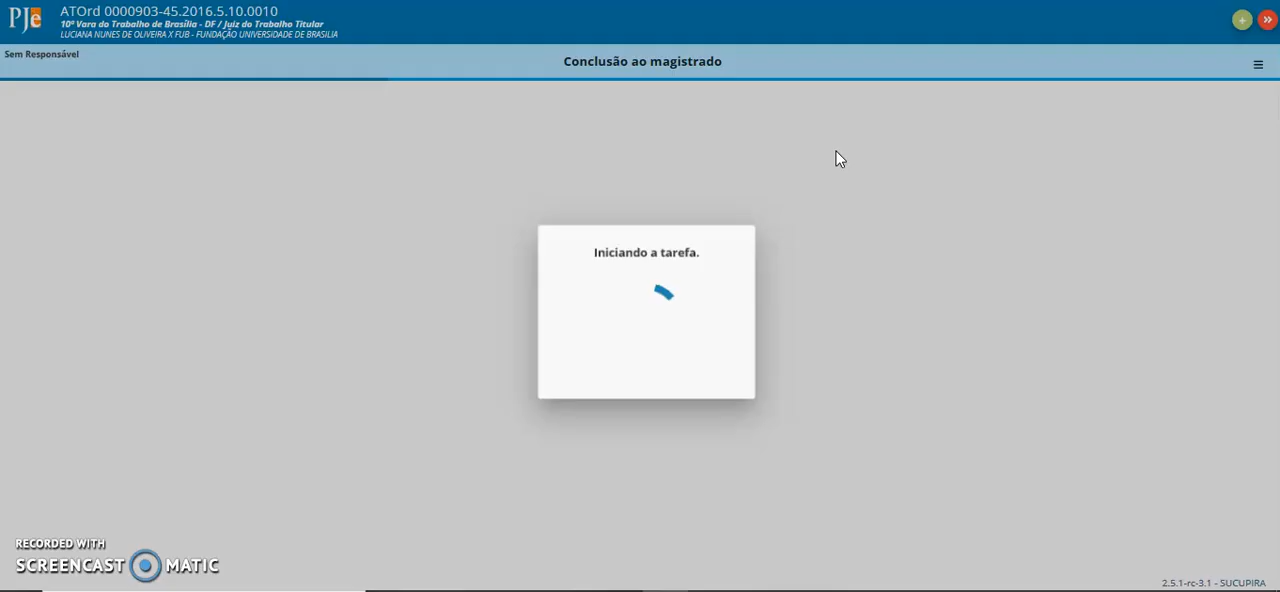 PJe
ATOrd 0000903-45.2016.5.10.0010
10ª Vara do Trabalho de Brasília - DF / Juiz do Trabalho Titular
LUCIANA NUNES DE OLIVEIRA X FUB - FUNDAÇÃO UNIVERSIDADE DE BRASILIA
Sem Responsável
Conclusão ao magistrado
Iniciando a tarefa.
RECORDED WITH
SCREENCAST MATIC
2.5.1-rc-3.1 - SUCUPIRA